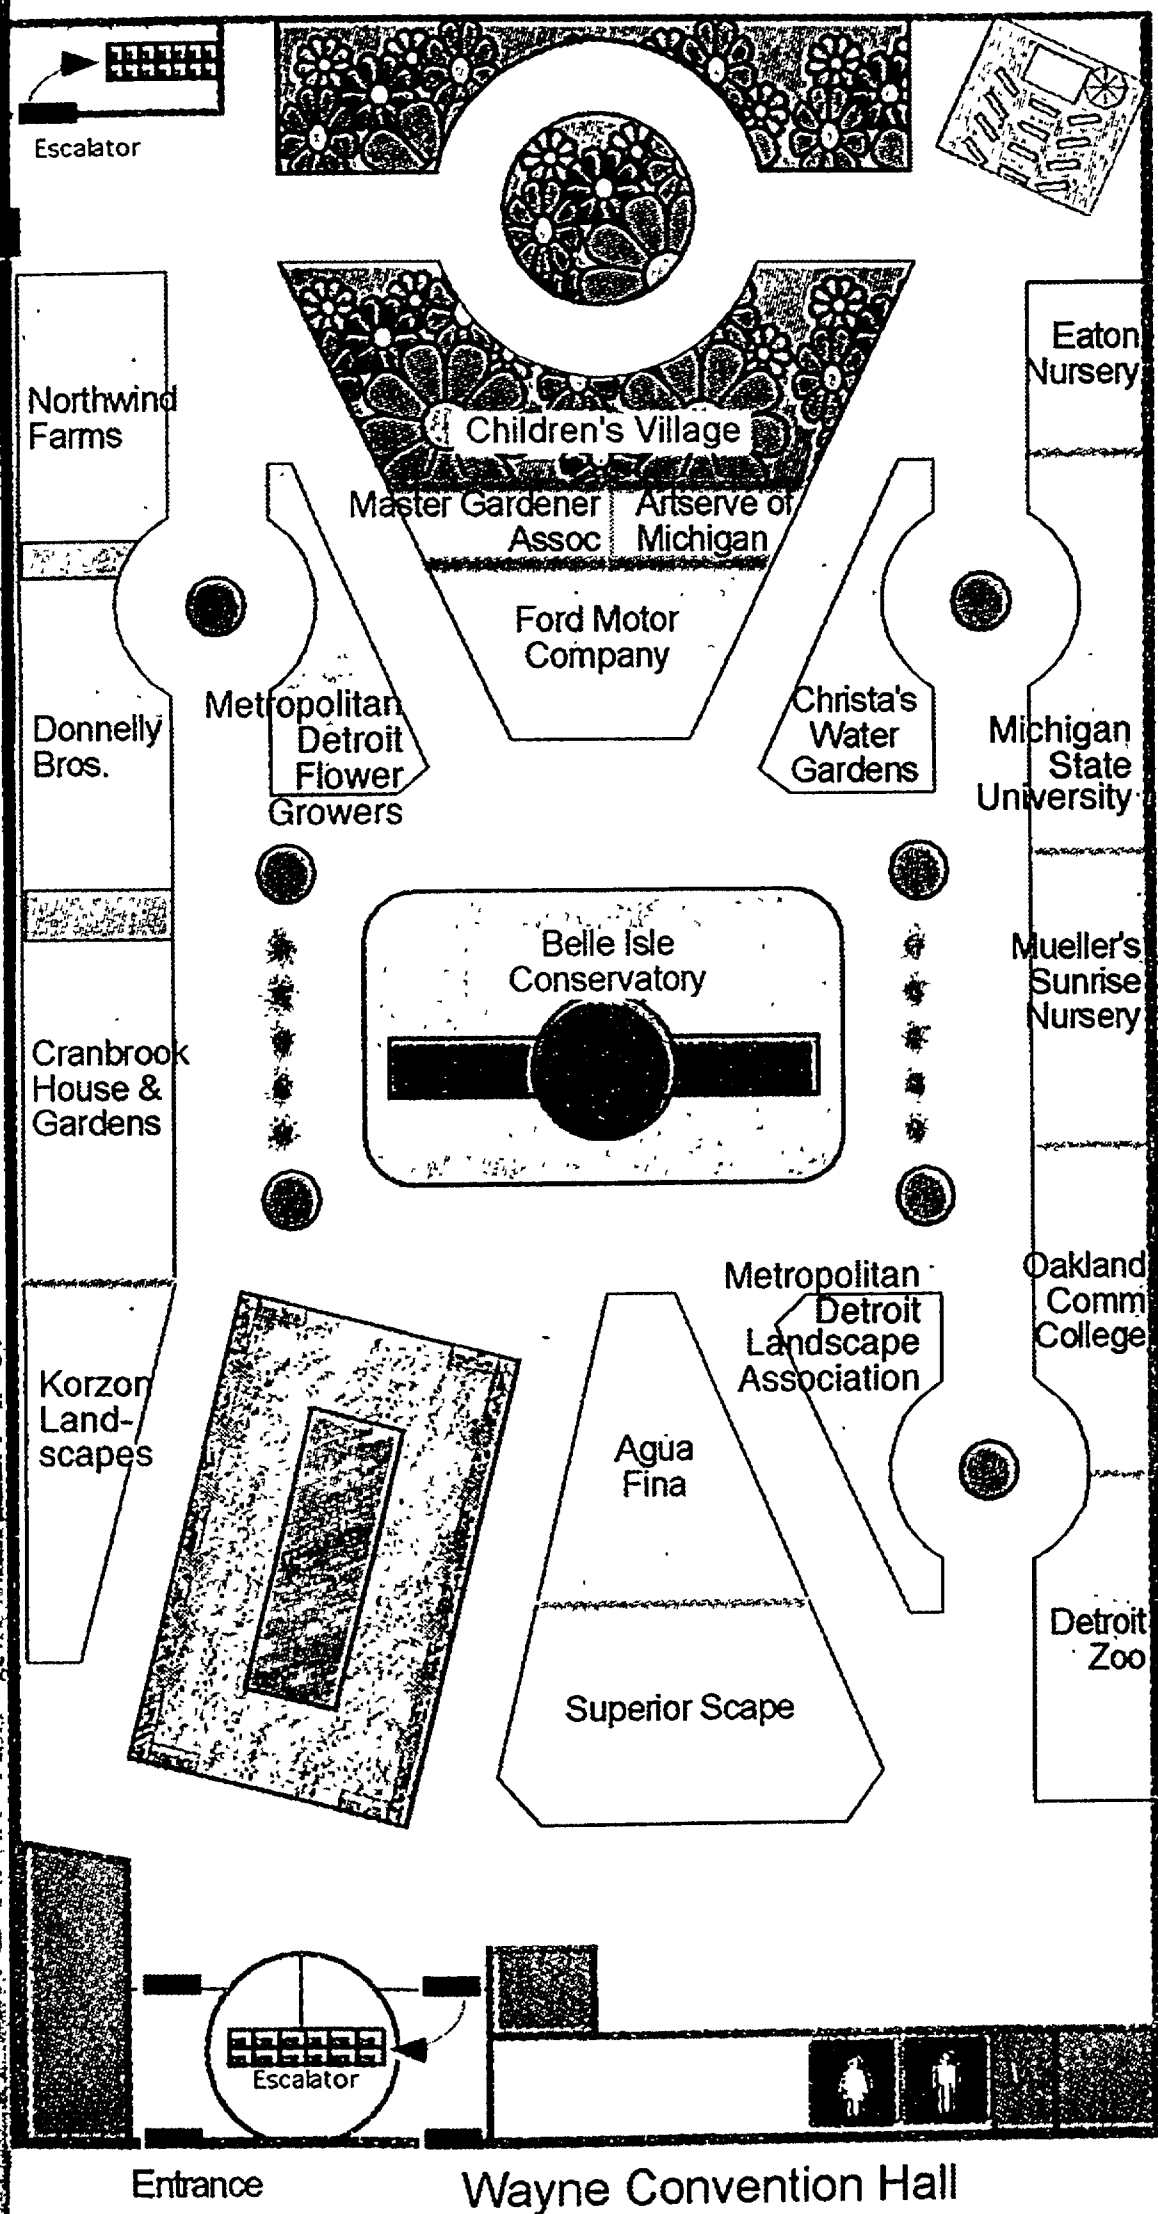 Escalator
Northwind
Farms
Eaton
Nursery
Children's Village
Master Gardener
Assoc
Artserve of
Michigan
Ford Motor
Company
Metropolitan
Detroit
Flower
Growers
Christa's
Water
Gardens
Donnelly
Bros.
Michigan
State
University
Belle Isle
Conservatory
Mueller's
Sunrise
Nursery
Cranbrook
House &
Gardens
Metropolitan
Detroit
Landscape
Association
Oakland
Comm
College
Korzon
Land-
scapes
Agua
Fina
Detroit
Zoo
Superior Scape
Escalator
Entrance
Wayne Convention Hall